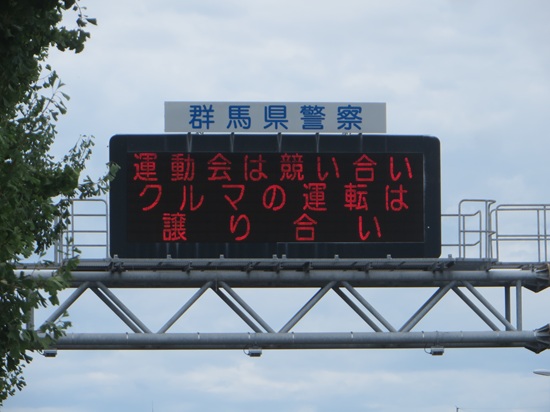 群馬県警察
運動会は競い合い
クルマの運転は
譲り合い